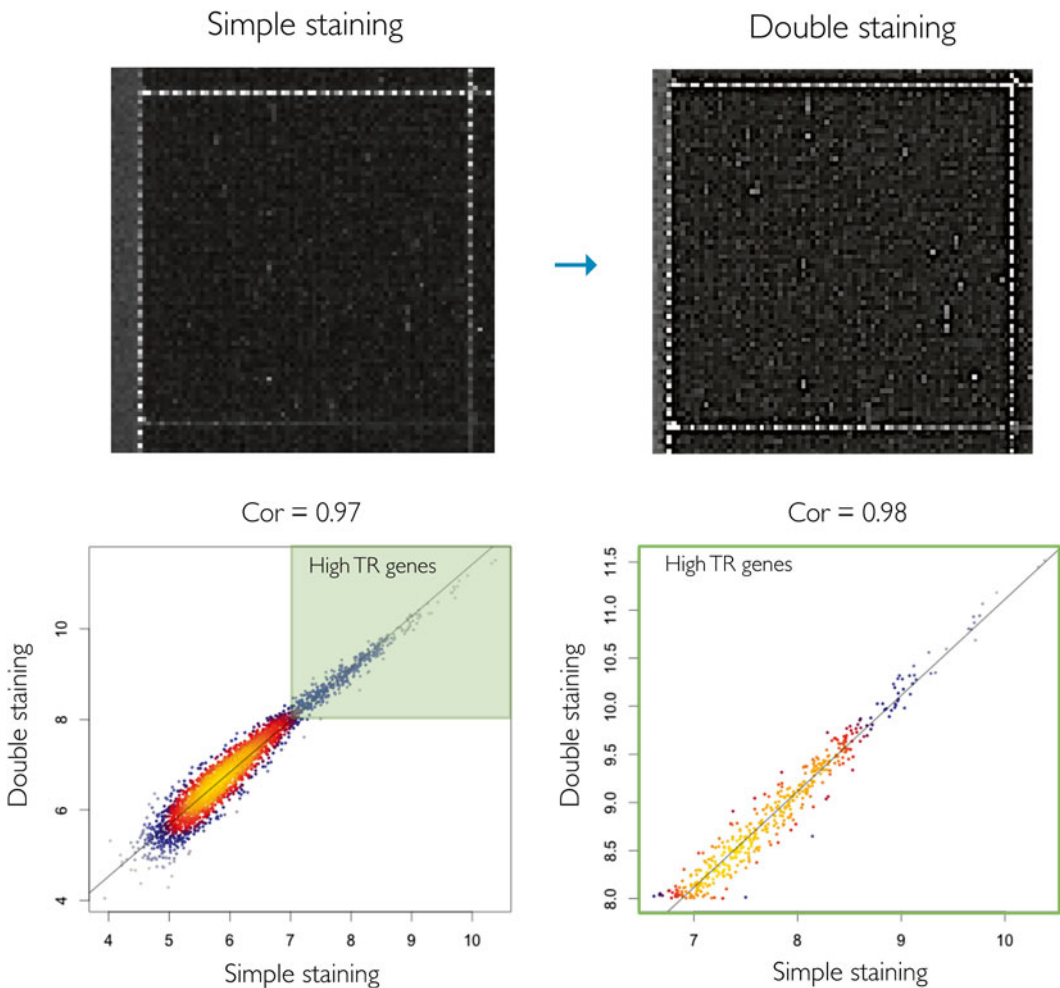 Simple staining
Double staining
Cor = 0.97
Cor = 0.98
High TR genes
Double staining
10
8
6
4
4 5 6 7 8 9 10
Simple staining
High TR genes
Double staining
11.5
11.0
10.5
10.0
9.5
9.0
8.5
8.0
7 8 9 10
Simple staining